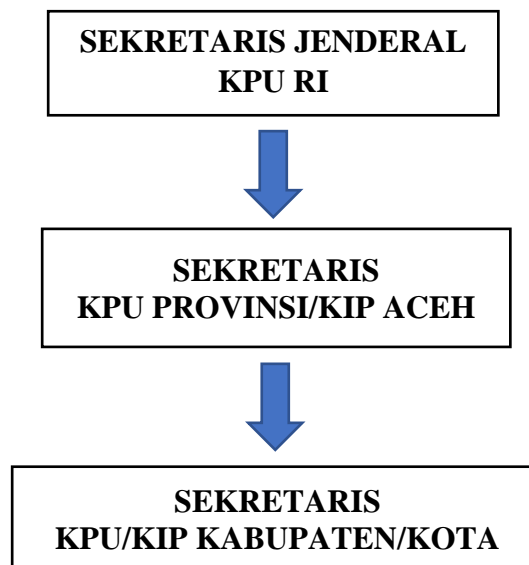 SEKRETARIS JENDERAL
KPU RI
SEKRETARIS
KPU PROVINSI/KIP ACEH
SEKRETARIS
KPU/KIP KABUPATEN/KOTA